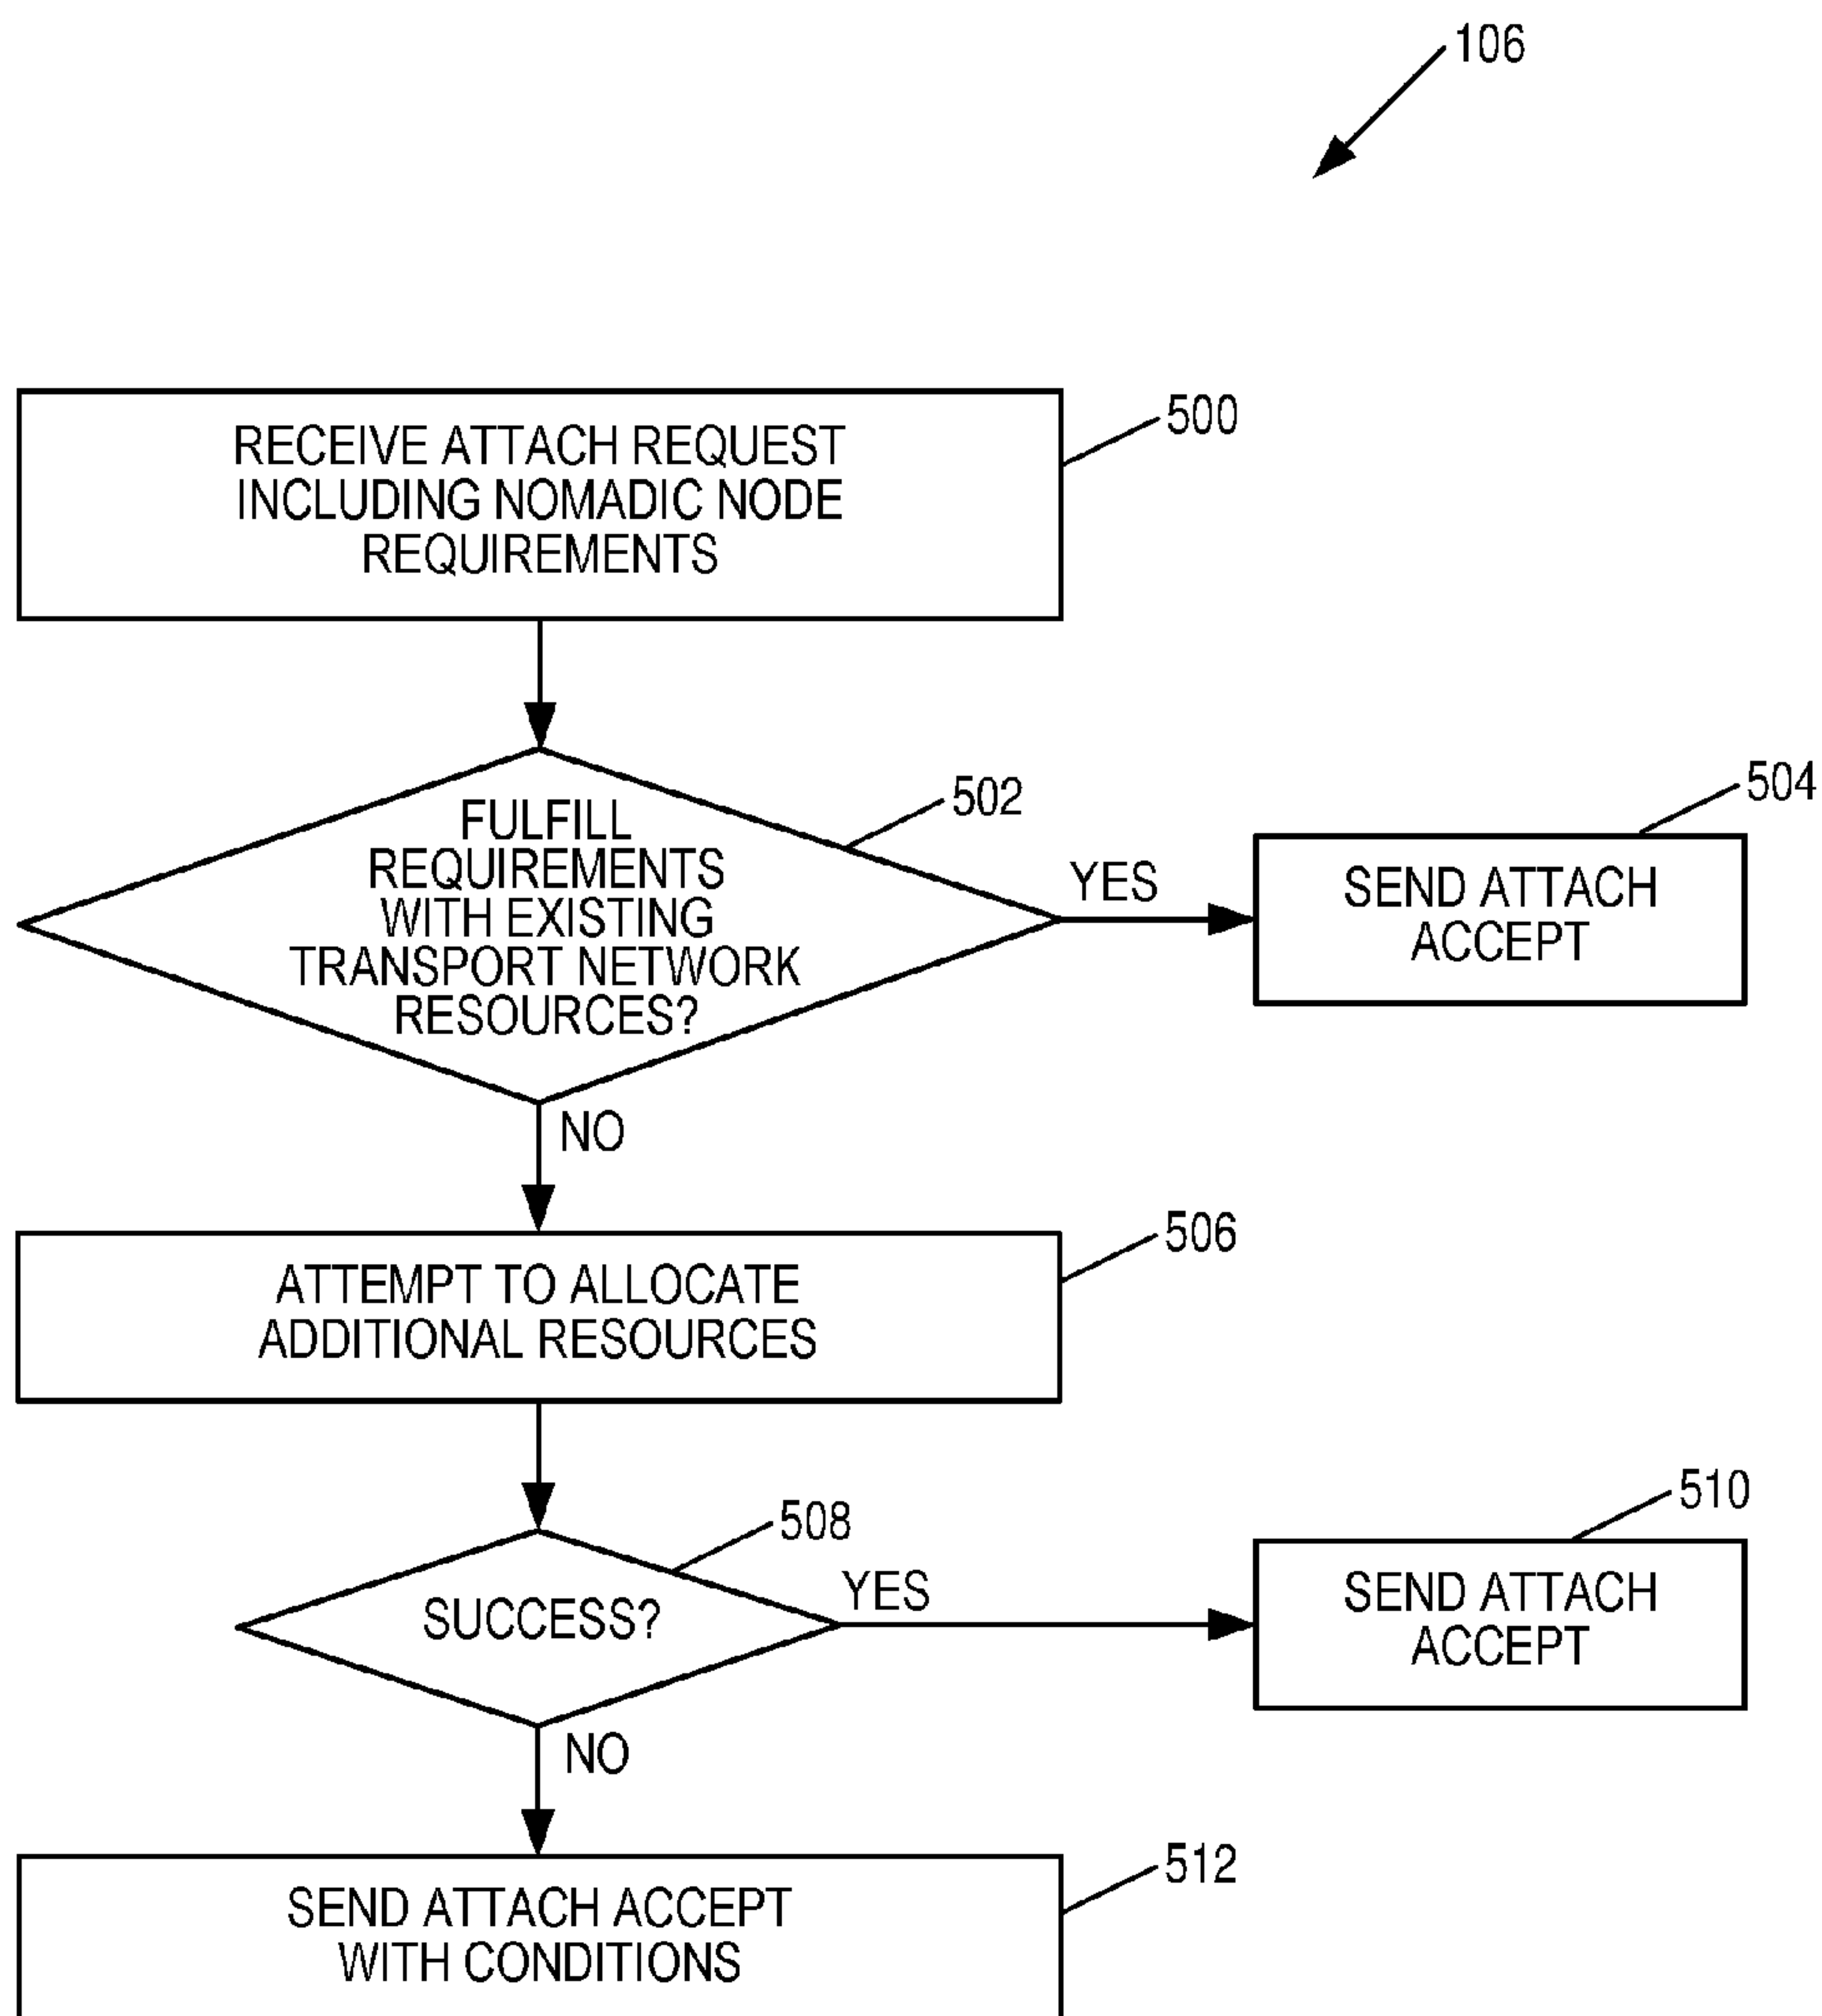 106
RECEIVE ATTACH REQUEST
INCLUDING NOMADIC NODE
REQUIREMENTS
500
FULFILL
REQUIREMENTS
WITH EXISTING
TRANSPORT NETWORK
RESOURCES?
502
YES
SEND ATTACH
ACCEPT
504
NO
ATTEMPT TO ALLOCATE
ADDITIONAL RESOURCES
506
SUCCESS?
508
YES
SEND ATTACH
ACCEPT
510
NO
SEND ATTACH ACCEPT
WITH CONDITIONS
512